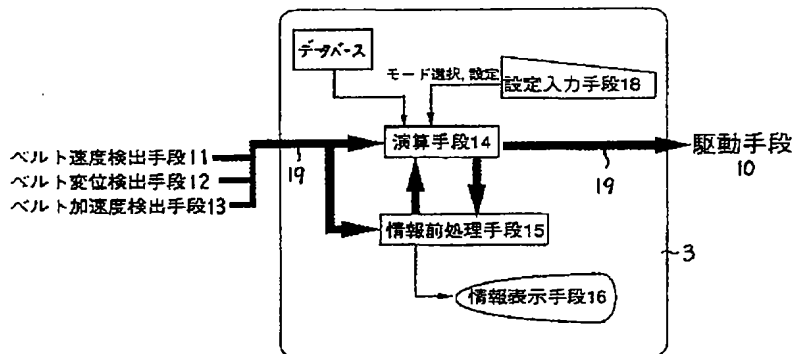 データベース
モード選択,設定
設定入力手段18
演算手段14
ベルト速度検出手段11
ベルト変位検出手段12
ベルト加速度検出手段13
19
19
駆動手段
10
情報前処理手段15
3
情報表示手段16